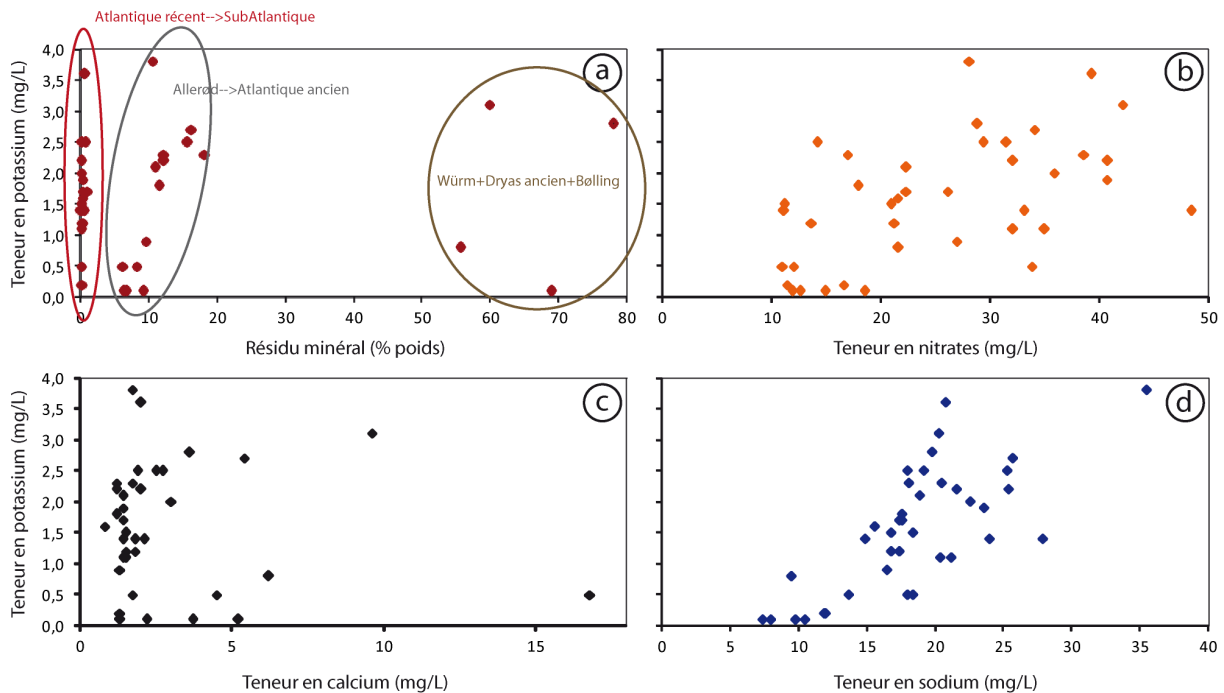 Atlantique récent-->SubAtlantique
Teneur en potassium (mg/L)
4,0
3,5
3,0
2,5
2,0
1,5
1,0
0,5
0,0
a
Allerød-->Atlantique ancien
Würm+Dryas ancien+Bølling
0 10 20 30 40 50 60 70 80
Résidu minéral (% poids)
b
0 10 20 30 40 50
Teneur en nitrates (mg/L)
Teneur en potassium (mg/L)
4,0
3,5
3,0
2,5
2,0
1,5
1,0
0,5
0,0
c
0 5 10 15
Teneur en calcium (mg/L)
d
0 5 10 15 20 25 30 35 40
Teneur en sodium (mg/L)